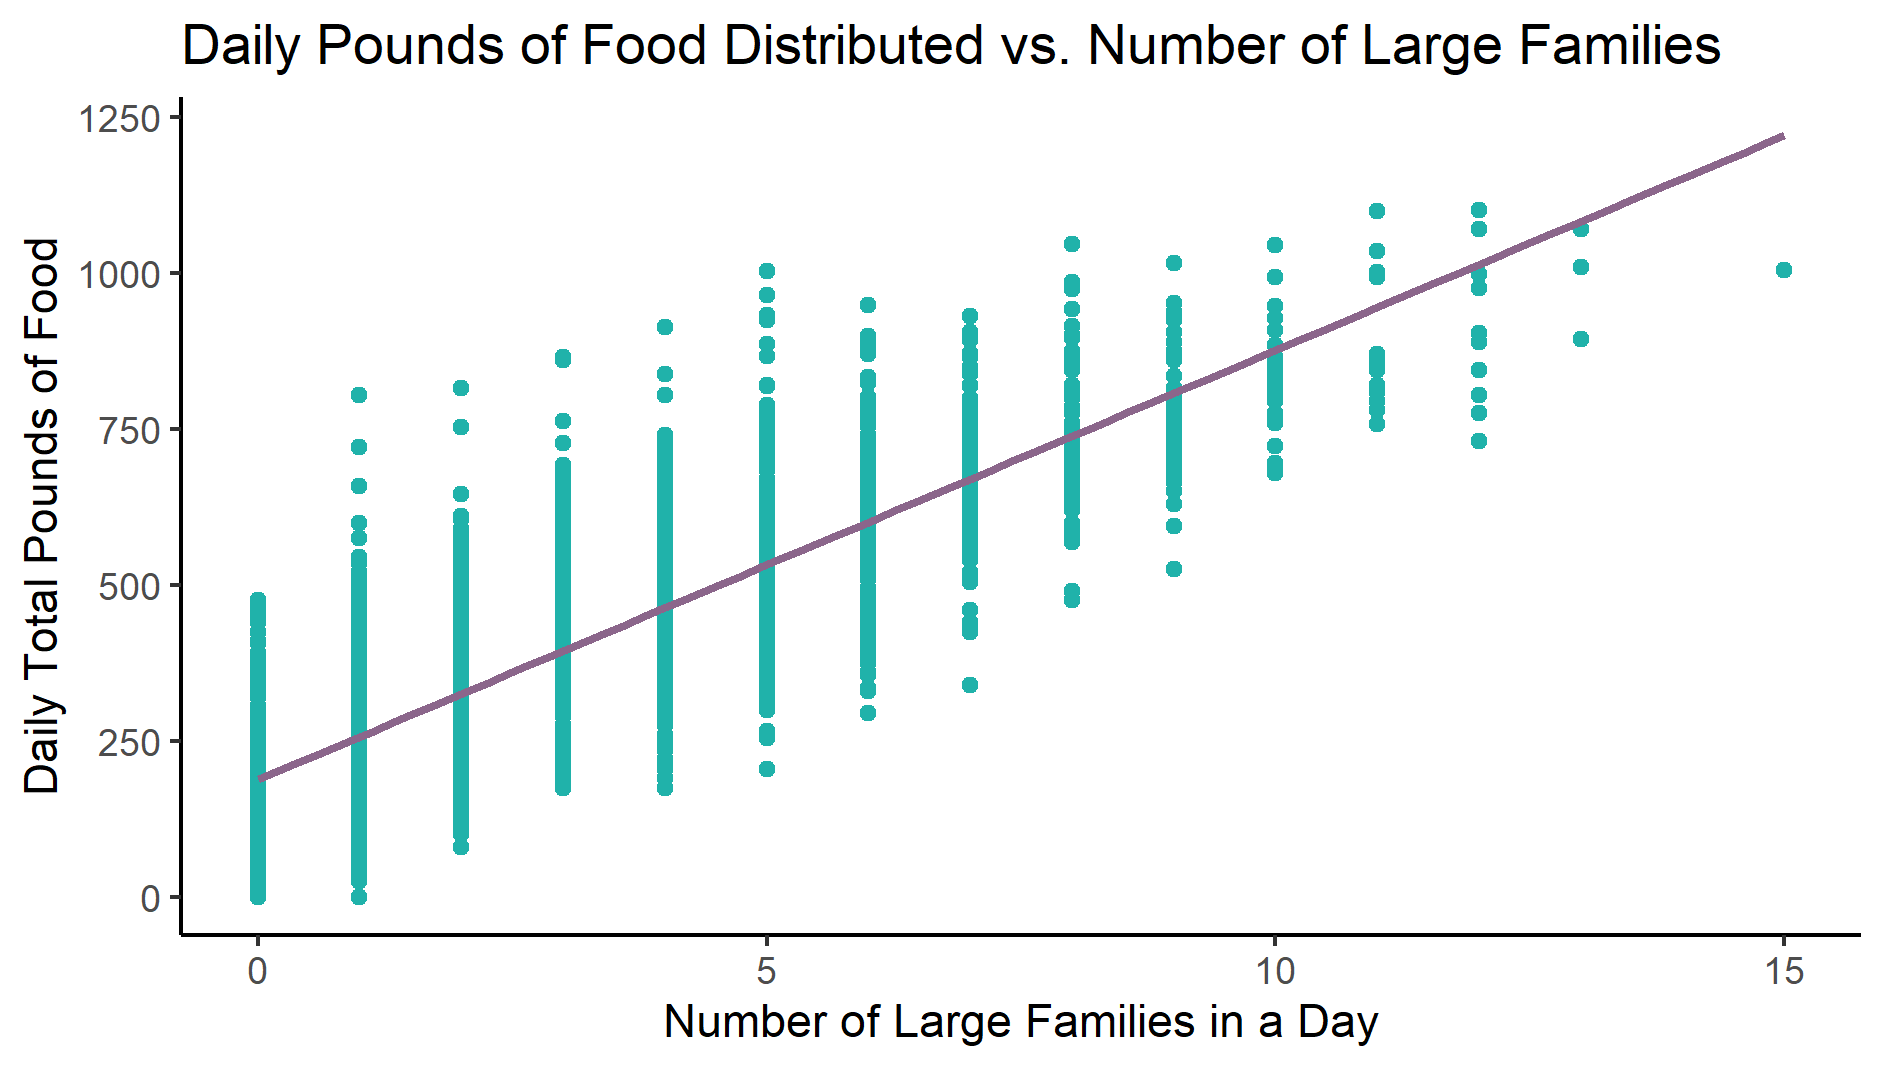 Daily Pounds of Food Distributed vs. Number of Large Families
1250
1000
750
500
250
0
Daily Total Pounds of Food
0 5 10 15
Number of Large Families in a Day